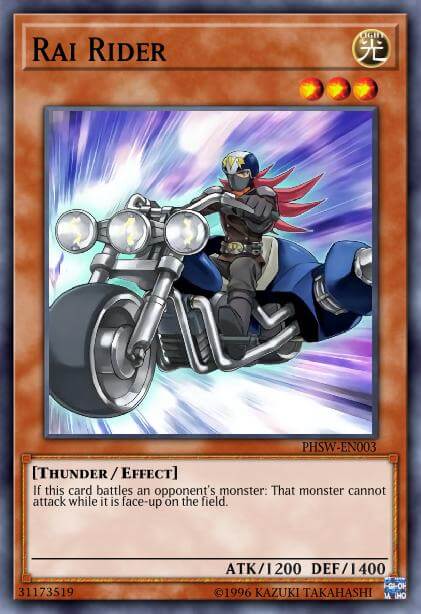 Rai Rider
LIGHT
光
PHSW-EN003
[Thunder / Effect]
If this card battles an opponent's monster: That monster cannot
attack while it is face-up on the field.
ATK/1200 DEF/1400
31173519
©1996 KAZUKI TAKAHASHI